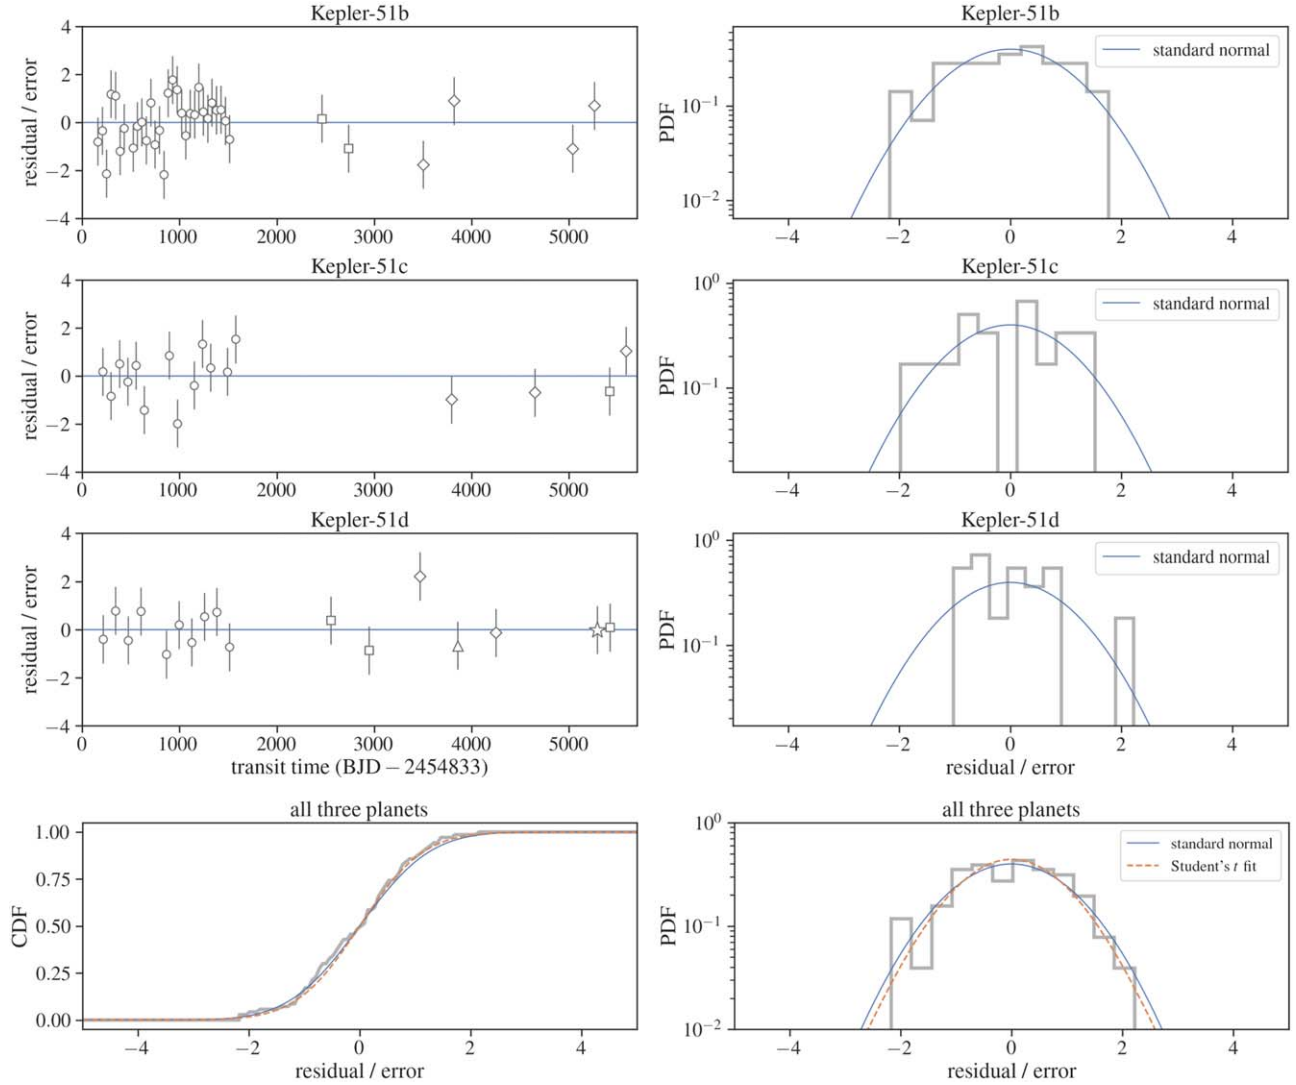 Kepler-51b
4
2
0
−2
−4
residual / error
0 1000 2000 3000 4000 5000
Kepler-51b
standard normal
10⁻¹
10⁻²
PDF
−4 −2 0 2 4
Kepler-51c
4
2
0
−2
−4
residual / error
0 1000 2000 3000 4000 5000
Kepler-51c
standard normal
10⁰
10⁻¹
PDF
−4 −2 0 2 4
Kepler-51d
4
2
0
−2
−4
residual / error
0 1000 2000 3000 4000 5000
transit time (BJD − 2454833)
Kepler-51d
standard normal
10⁰
10⁻¹
PDF
−4 −2 0 2 4
residual / error
all three planets
1.00
0.75
0.50
0.25
0.00
CDF
−4 −2 0 2 4
residual / error
all three planets
standard normal
Student's t fit
10⁰
10⁻¹
10⁻²
PDF
−4 −2 0 2 4
residual / error